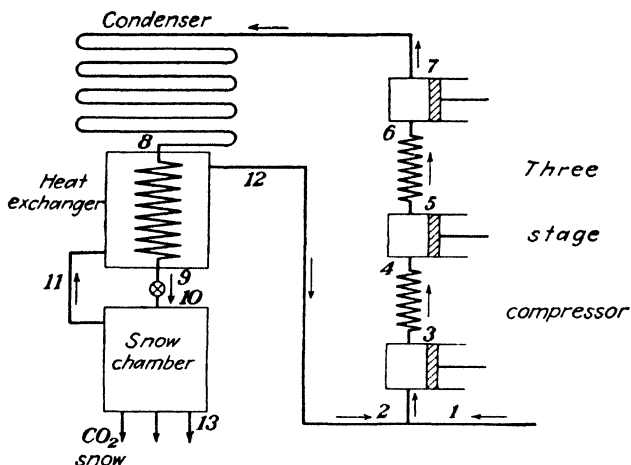 Condenser
7
6
8
12
Heat
exchanger
Three
5
stage
4
9
11
10
compressor
3
Snow
chamber
2
1
13
CO₂
snow